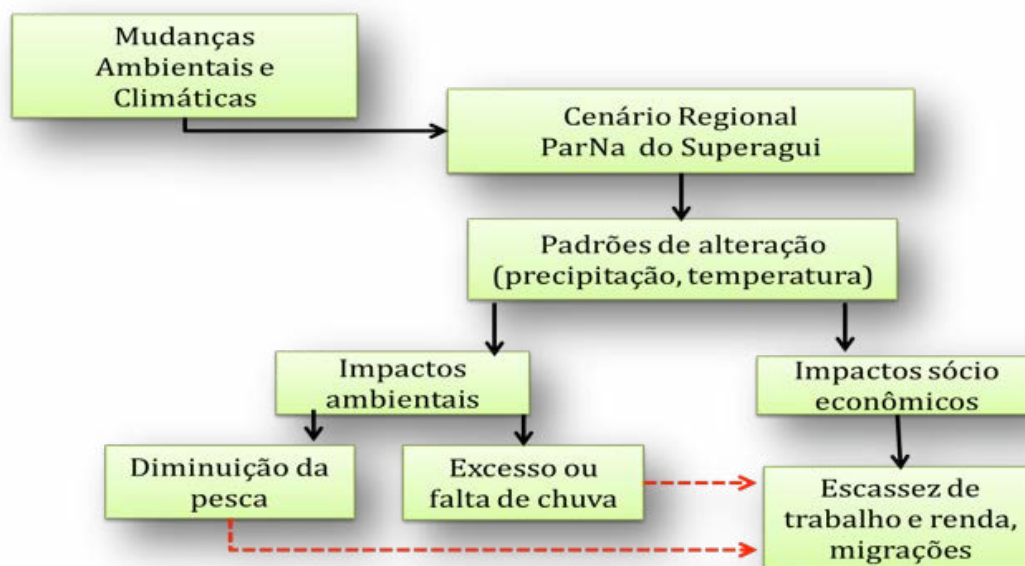 Mudanças
Ambientais e
Climáticas
Cenário Regional
ParNa do Superagui
Padrões de alteração
(precipitação, temperatura)
Impactos
ambientais
Impactos sócio
econômicos
Diminuição da
pesca
Excesso ou
falta de chuva
Escassez de
trabalho e renda,
migrações